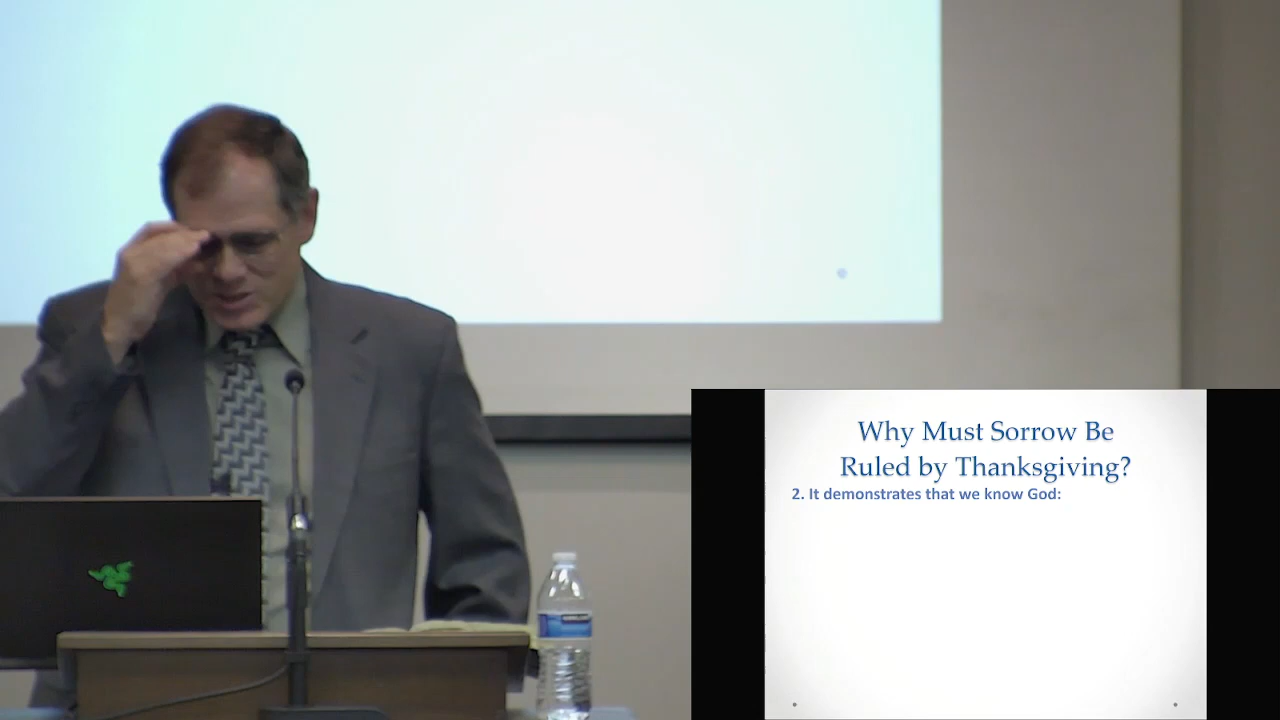 Why Must Sorrow Be
Ruled by Thanksgiving?
2. It demonstrates that we know God: